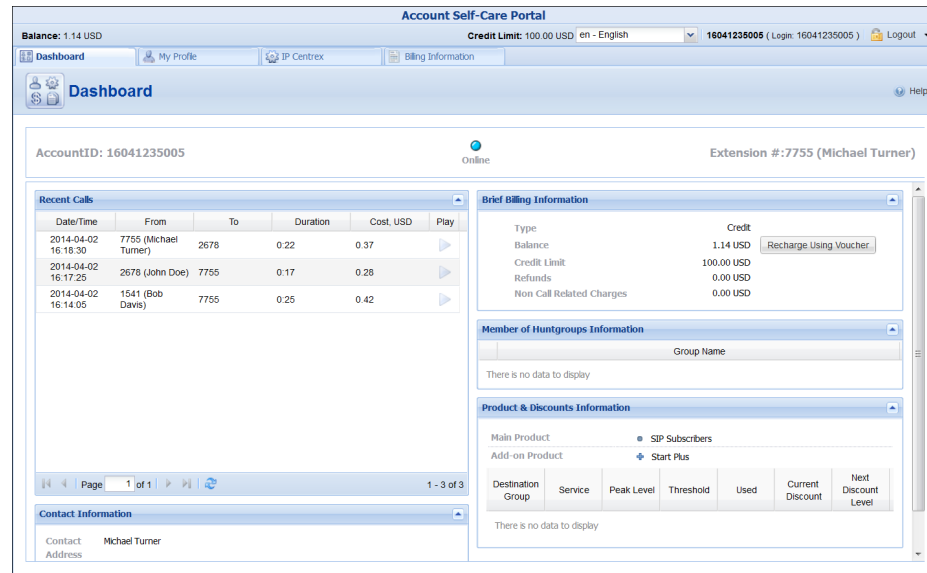 Account Self-Care Portal
Balance: 1.14 USD
Credit Limit: 100.00 USD en - English 16041235005 ( Login: 16041235005 ) Logout
Dashboard My Profile IP Centrex Billing Information
Dashboard
Help
AccountID: 16041235005
Online
Extension #:7755 (Michael Turner)
Recent Calls
Date/Time From To Duration Cost, USD Play
2014-04-02 16:18:30 7755 (Michael Turner) 2678 0:22 0.37
2014-04-02 16:17:25 2678 (John Doe) 7755 0:17 0.28
2014-04-02 16:14:05 1541 (Bob Davis) 7755 0:25 0.42
Page 1 of 1 1 - 3 of 3
Contact Information
Contact Michael Turner
Address
Brief Billing Information
Type Credit
Balance 1.14 USD Recharge Using Voucher
Credit Limit 100.00 USD
Refunds 0.00 USD
Non Call Related Charges 0.00 USD
Member of Huntgroups Information
Group Name
There is no data to display
Product & Discounts Information
Main Product SIP Subscribers
Add-on Product Start Plus
Destination Group Service Peak Level Threshold Used Current Discount Next Discount Level
There is no data to display